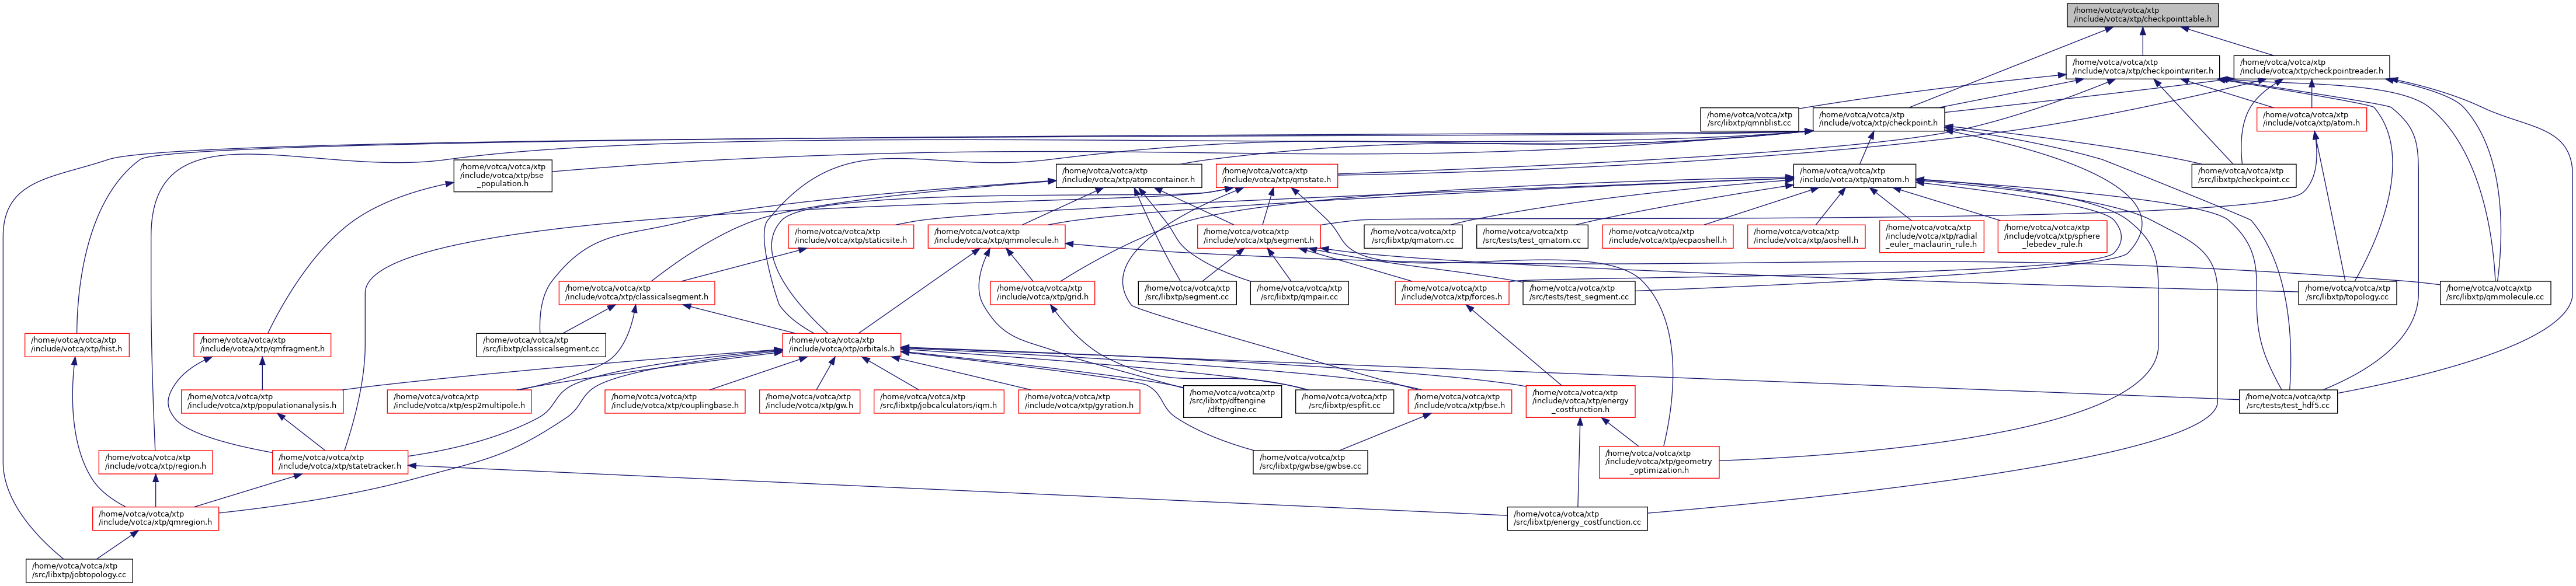 /home/votca/votca/xtp
/include/votca/xtp/checkpointtable.h
/home/votca/votca/xtp
/include/votca/xtp/checkpointwriter.h
/home/votca/votca/xtp
/include/votca/xtp/checkpointreader.h
/home/votca/votca/xtp
/src/libxtp/qmnblist.cc
/home/votca/votca/xtp
/include/votca/xtp/checkpoint.h
/home/votca/votca/xtp
/include/votca/xtp/atom.h
/home/votca/votca/xtp
/include/votca/xtp/bse
_population.h
/home/votca/votca/xtp
/include/votca/xtp/atomcontainer.h
/home/votca/votca/xtp
/include/votca/xtp/qmstate.h
/home/votca/votca/xtp
/include/votca/xtp/qmatom.h
/home/votca/votca/xtp
/src/libxtp/checkpoint.cc
/home/votca/votca/xtp
/include/votca/xtp/staticsite.h
/home/votca/votca/xtp
/include/votca/xtp/qmmolecule.h
/home/votca/votca/xtp
/include/votca/xtp/segment.h
/home/votca/votca/xtp
/src/libxtp/qmatom.cc
/home/votca/votca/xtp
/src/tests/test_qmatom.cc
/home/votca/votca/xtp
/include/votca/xtp/ecpaoshell.h
/home/votca/votca/xtp
/include/votca/xtp/aoshell.h
/home/votca/votca/xtp
/include/votca/xtp/radial
_euler_maclaurin_rule.h
/home/votca/votca/xtp
/include/votca/xtp/sphere
_lebedev_rule.h
/home/votca/votca/xtp
/include/votca/xtp/classicalsegment.h
/home/votca/votca/xtp
/include/votca/xtp/grid.h
/home/votca/votca/xtp
/src/libxtp/segment.cc
/home/votca/votca/xtp
/src/libxtp/qmpair.cc
/home/votca/votca/xtp
/include/votca/xtp/forces.h
/home/votca/votca/xtp
/src/tests/test_segment.cc
/home/votca/votca/xtp
/src/libxtp/topology.cc
/home/votca/votca/xtp
/src/libxtp/qmmolecule.cc
/home/votca/votca/xtp
/include/votca/xtp/hist.h
/home/votca/votca/xtp
/include/votca/xtp/qmfragment.h
/home/votca/votca/xtp
/src/libxtp/classicalsegment.cc
/home/votca/votca/xtp
/include/votca/xtp/orbitals.h
/home/votca/votca/xtp
/include/votca/xtp/populationanalysis.h
/home/votca/votca/xtp
/include/votca/xtp/esp2multipole.h
/home/votca/votca/xtp
/include/votca/xtp/couplingbase.h
/home/votca/votca/xtp
/include/votca/xtp/gw.h
/home/votca/votca/xtp
/src/libxtp/jobcalculators/iqm.h
/home/votca/votca/xtp
/include/votca/xtp/gyration.h
/home/votca/votca/xtp
/src/libxtp/dftengine
/dftengine.cc
/home/votca/votca/xtp
/src/libxtp/espfit.cc
/home/votca/votca/xtp
/include/votca/xtp/bse.h
/home/votca/votca/xtp
/include/votca/xtp/energy
_costfunction.h
/home/votca/votca/xtp
/src/tests/test_hdf5.cc
/home/votca/votca/xtp
/include/votca/xtp/region.h
/home/votca/votca/xtp
/include/votca/xtp/statetracker.h
/home/votca/votca/xtp
/src/libxtp/gwbse/gwbse.cc
/home/votca/votca/xtp
/include/votca/xtp/geometry
_optimization.h
/home/votca/votca/xtp
/include/votca/xtp/qmregion.h
/home/votca/votca/xtp
/src/libxtp/energy_costfunction.cc
/home/votca/votca/xtp
/src/libxtp/jobtopology.cc